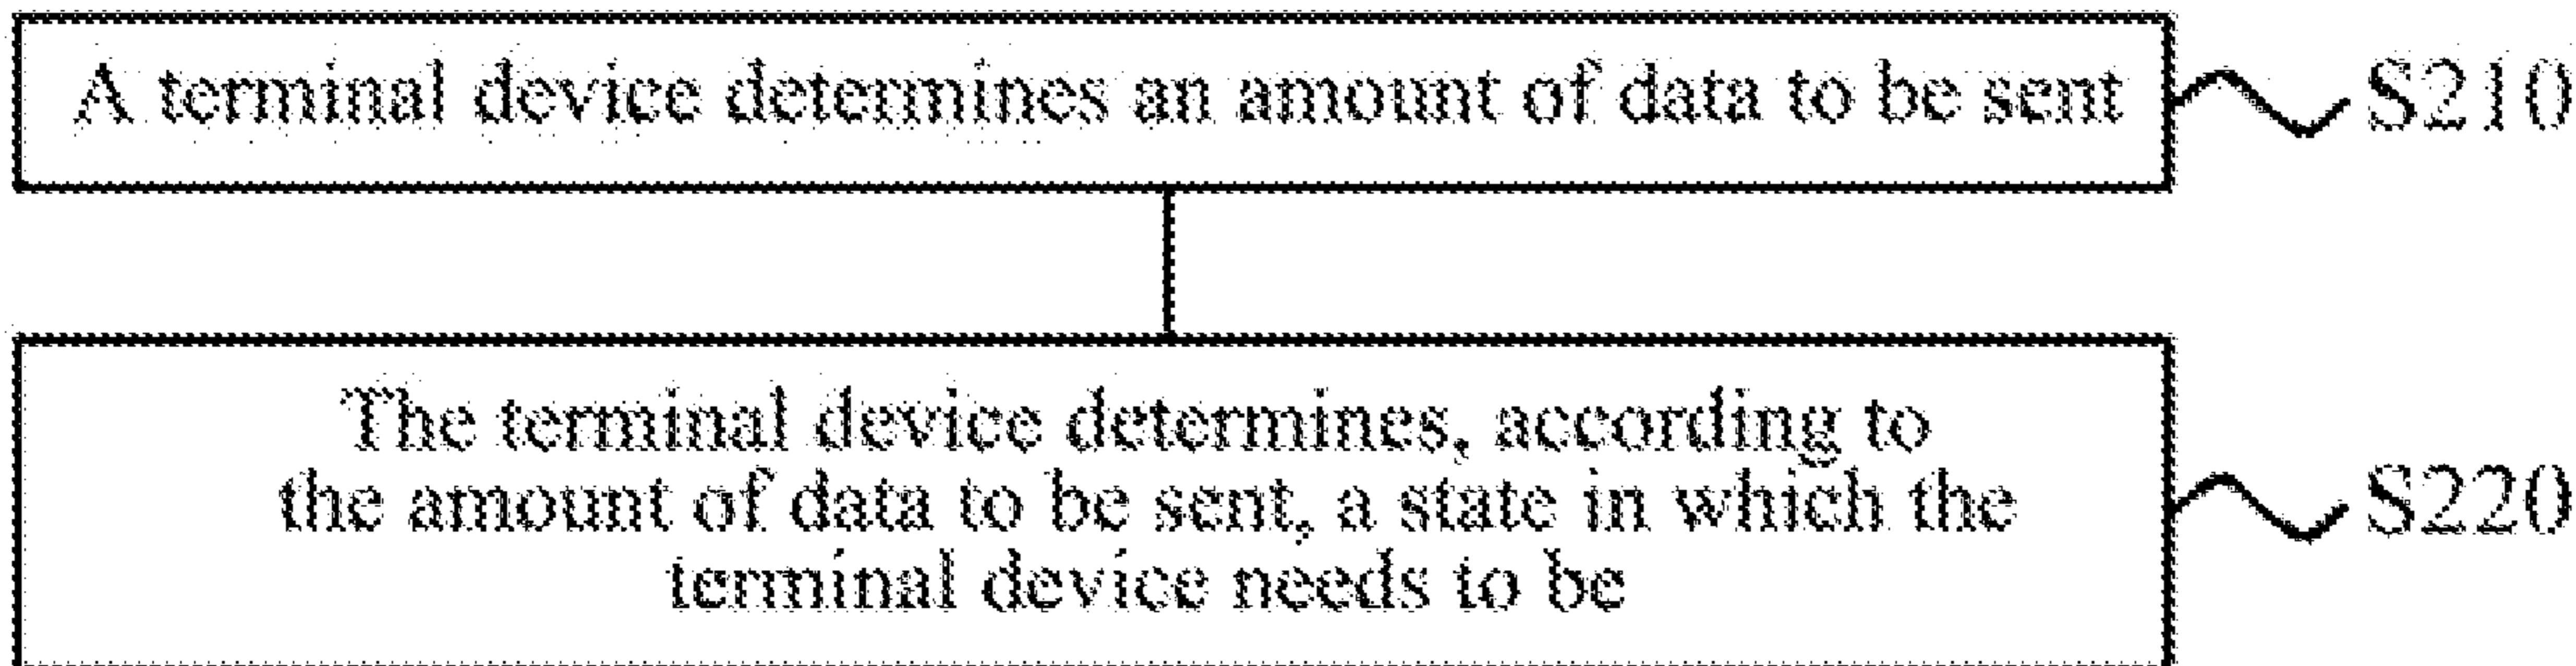 A terminal device determines an amount of data to be sent
S210
The terminal device determines, according to
the amount of data to be sent, a state in which the
terminal device needs to be
S220